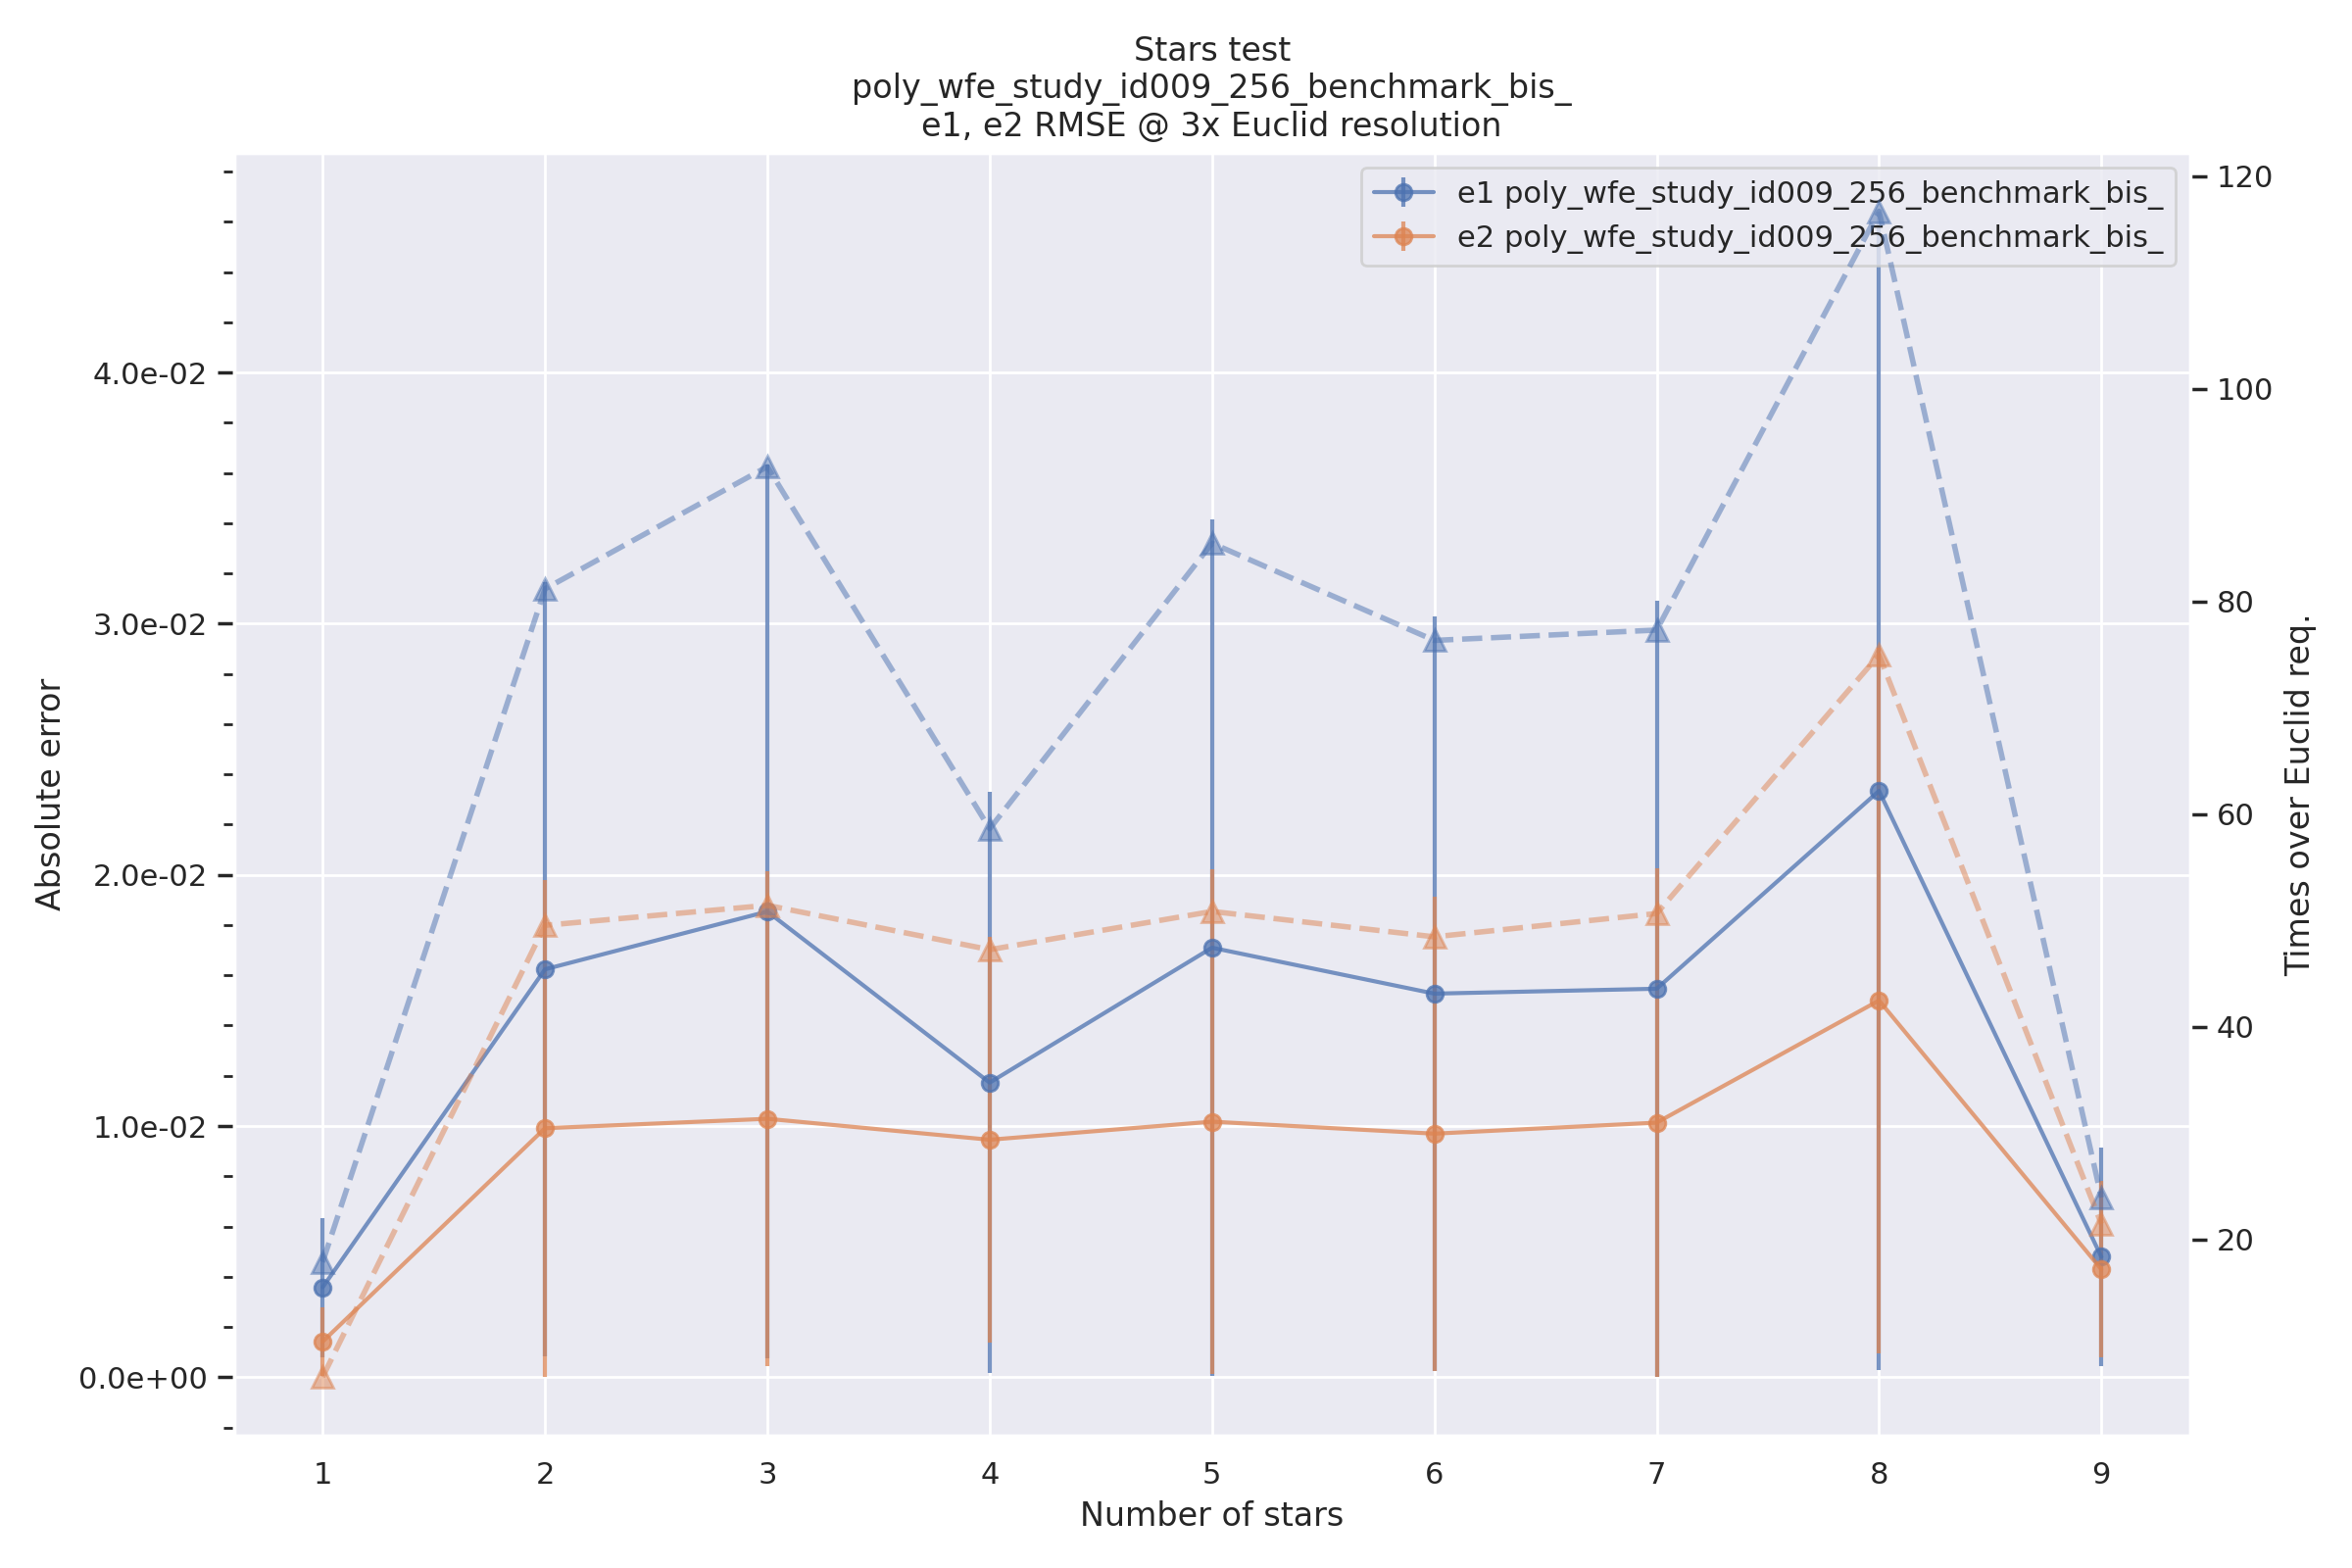 Stars test
poly_wfe_study_id009_256_benchmark_bis_
e1, e2 RMSE @ 3x Euclid resolution
e1 poly_wfe_study_id009_256_benchmark_bis_
e2 poly_wfe_study_id009_256_benchmark_bis_
Absolute error
4.0e-02
3.0e-02
2.0e-02
1.0e-02
0.0e+00
120
100
80
60
40
20
Times over Euclid req.
1 2 3 4 5 6 7 8 9
Number of stars